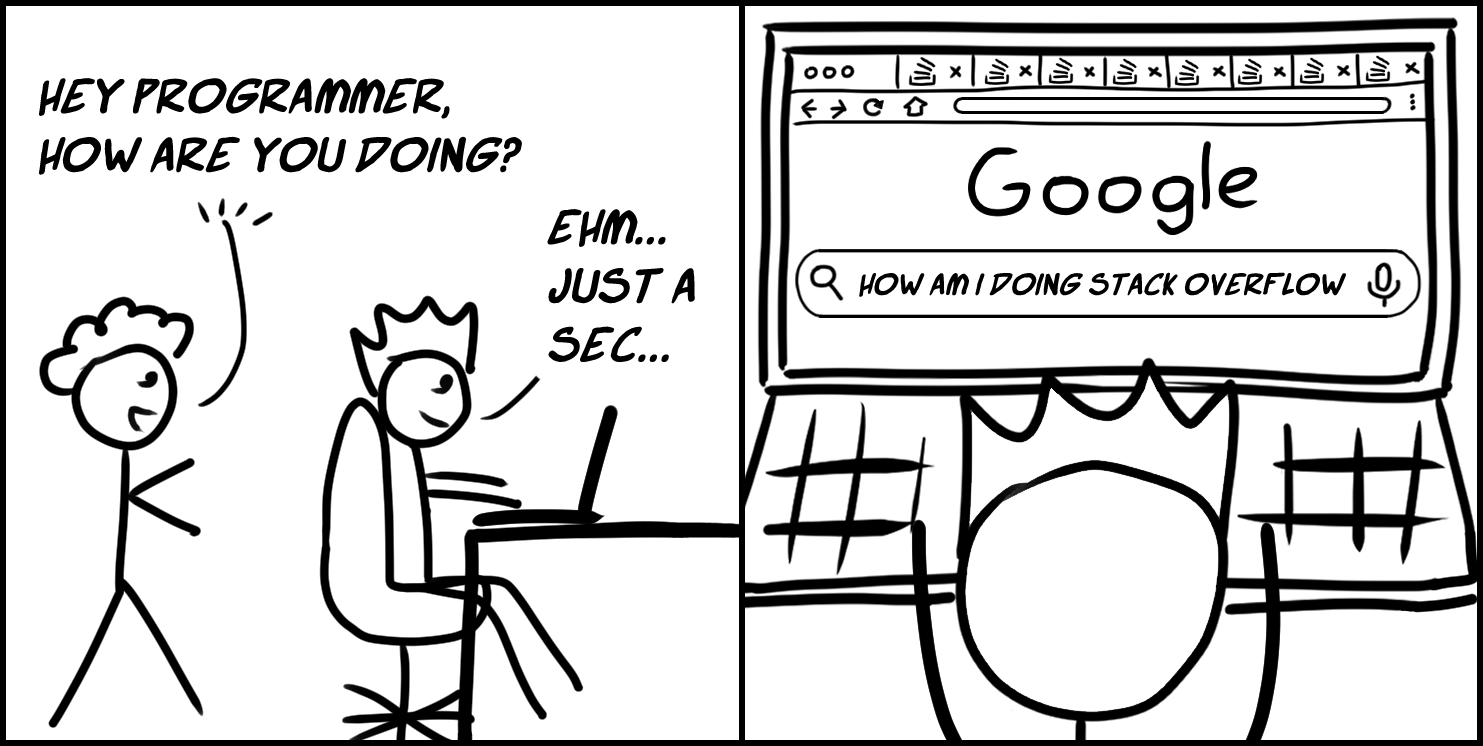 HEY PROGRAMMER,
HOW ARE YOU DOING?
EHM...
JUST A
SEC...
Google
HOW AM I DOING STACK OVERFLOW